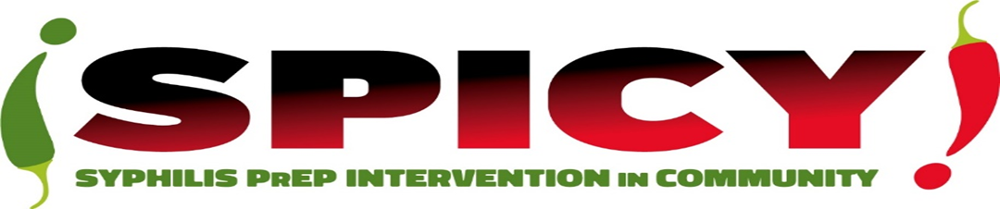 ¡SPICY!
SYPHILIS PrEP INTERVENTION IN COMMUNITY